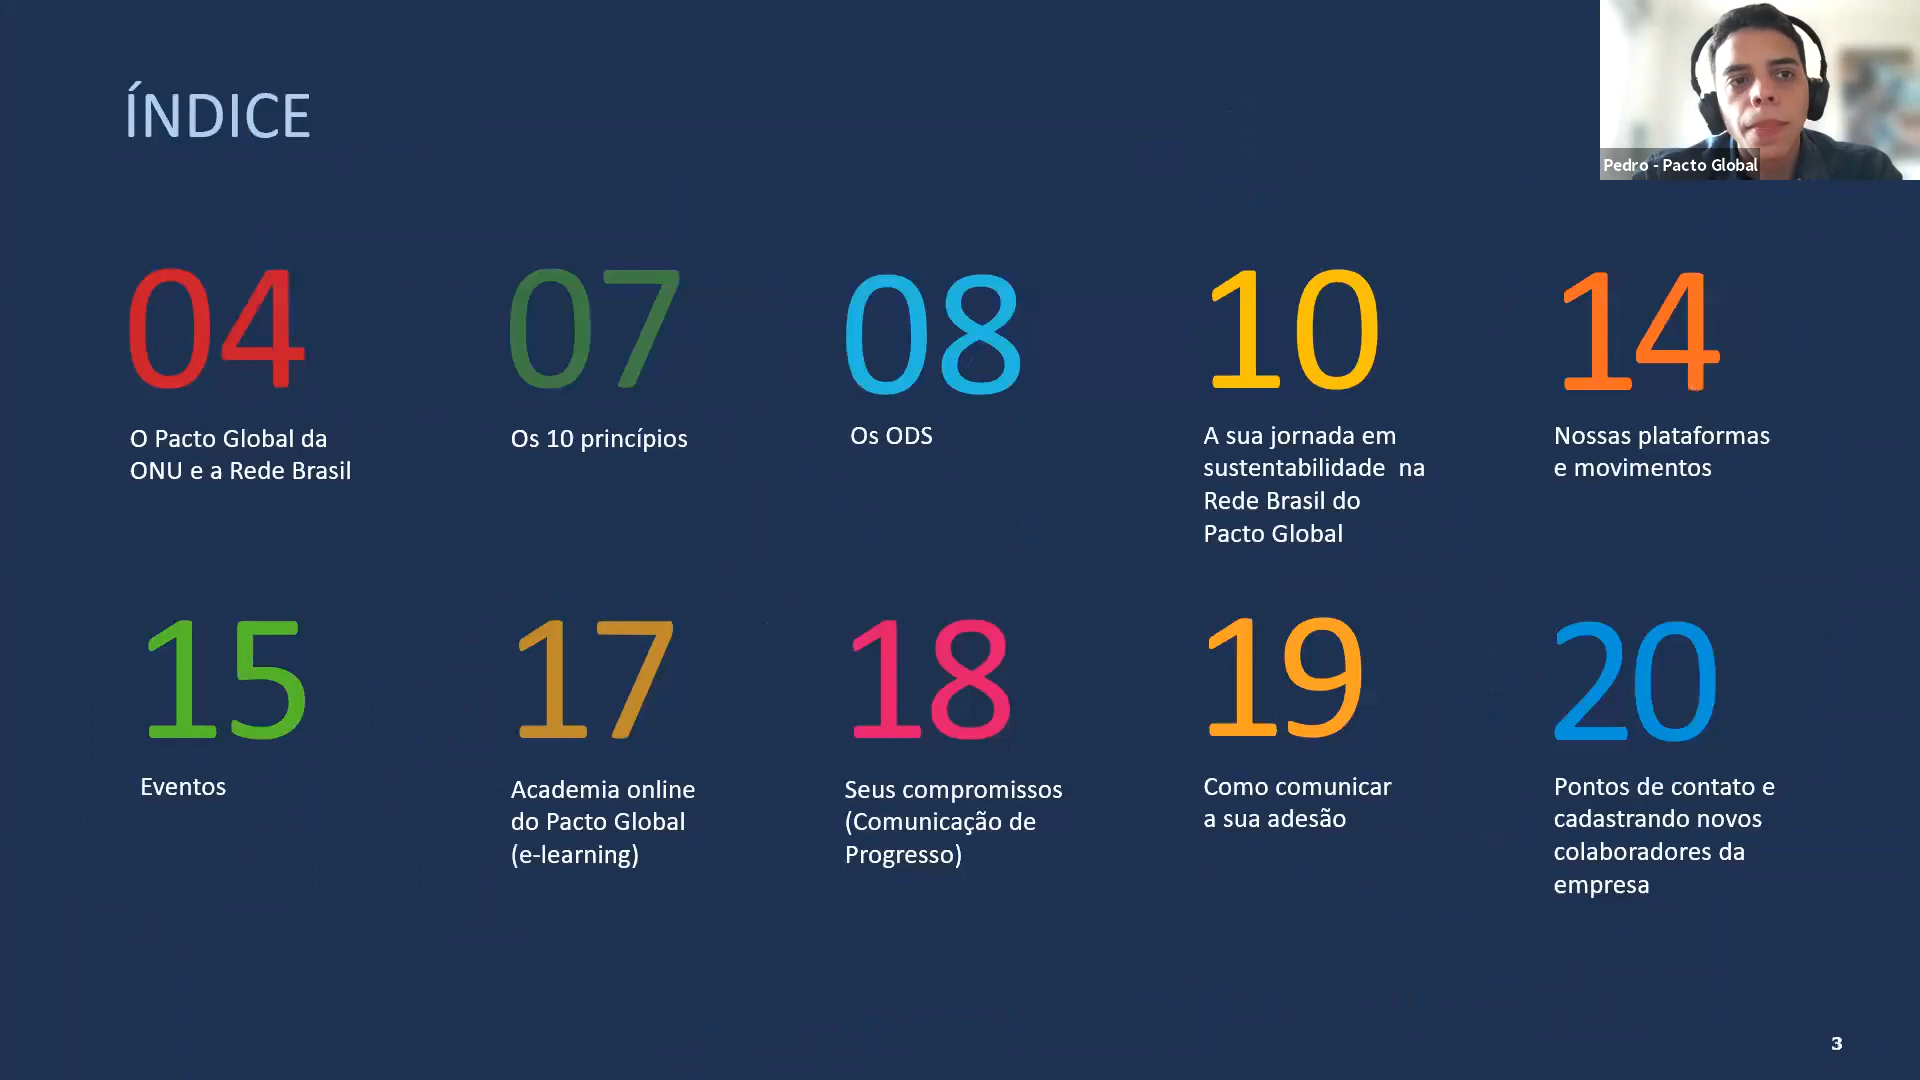 ÍNDICE
Pedro - Pacto Global
04
O Pacto Global da
ONU e a Rede Brasil
07
Os 10 princípios
08
Os ODS
10
A sua jornada em
sustentabilidade  na
Rede Brasil do
Pacto Global
14
Nossas plataformas
e movimentos
15
Eventos
17
Academia online
do Pacto Global
(e-learning)
18
Seus compromissos
(Comunicação de
Progresso)
19
Como comunicar
a sua adesão
20
Pontos de contato e
cadastrando novos
colaboradores da
empresa
3